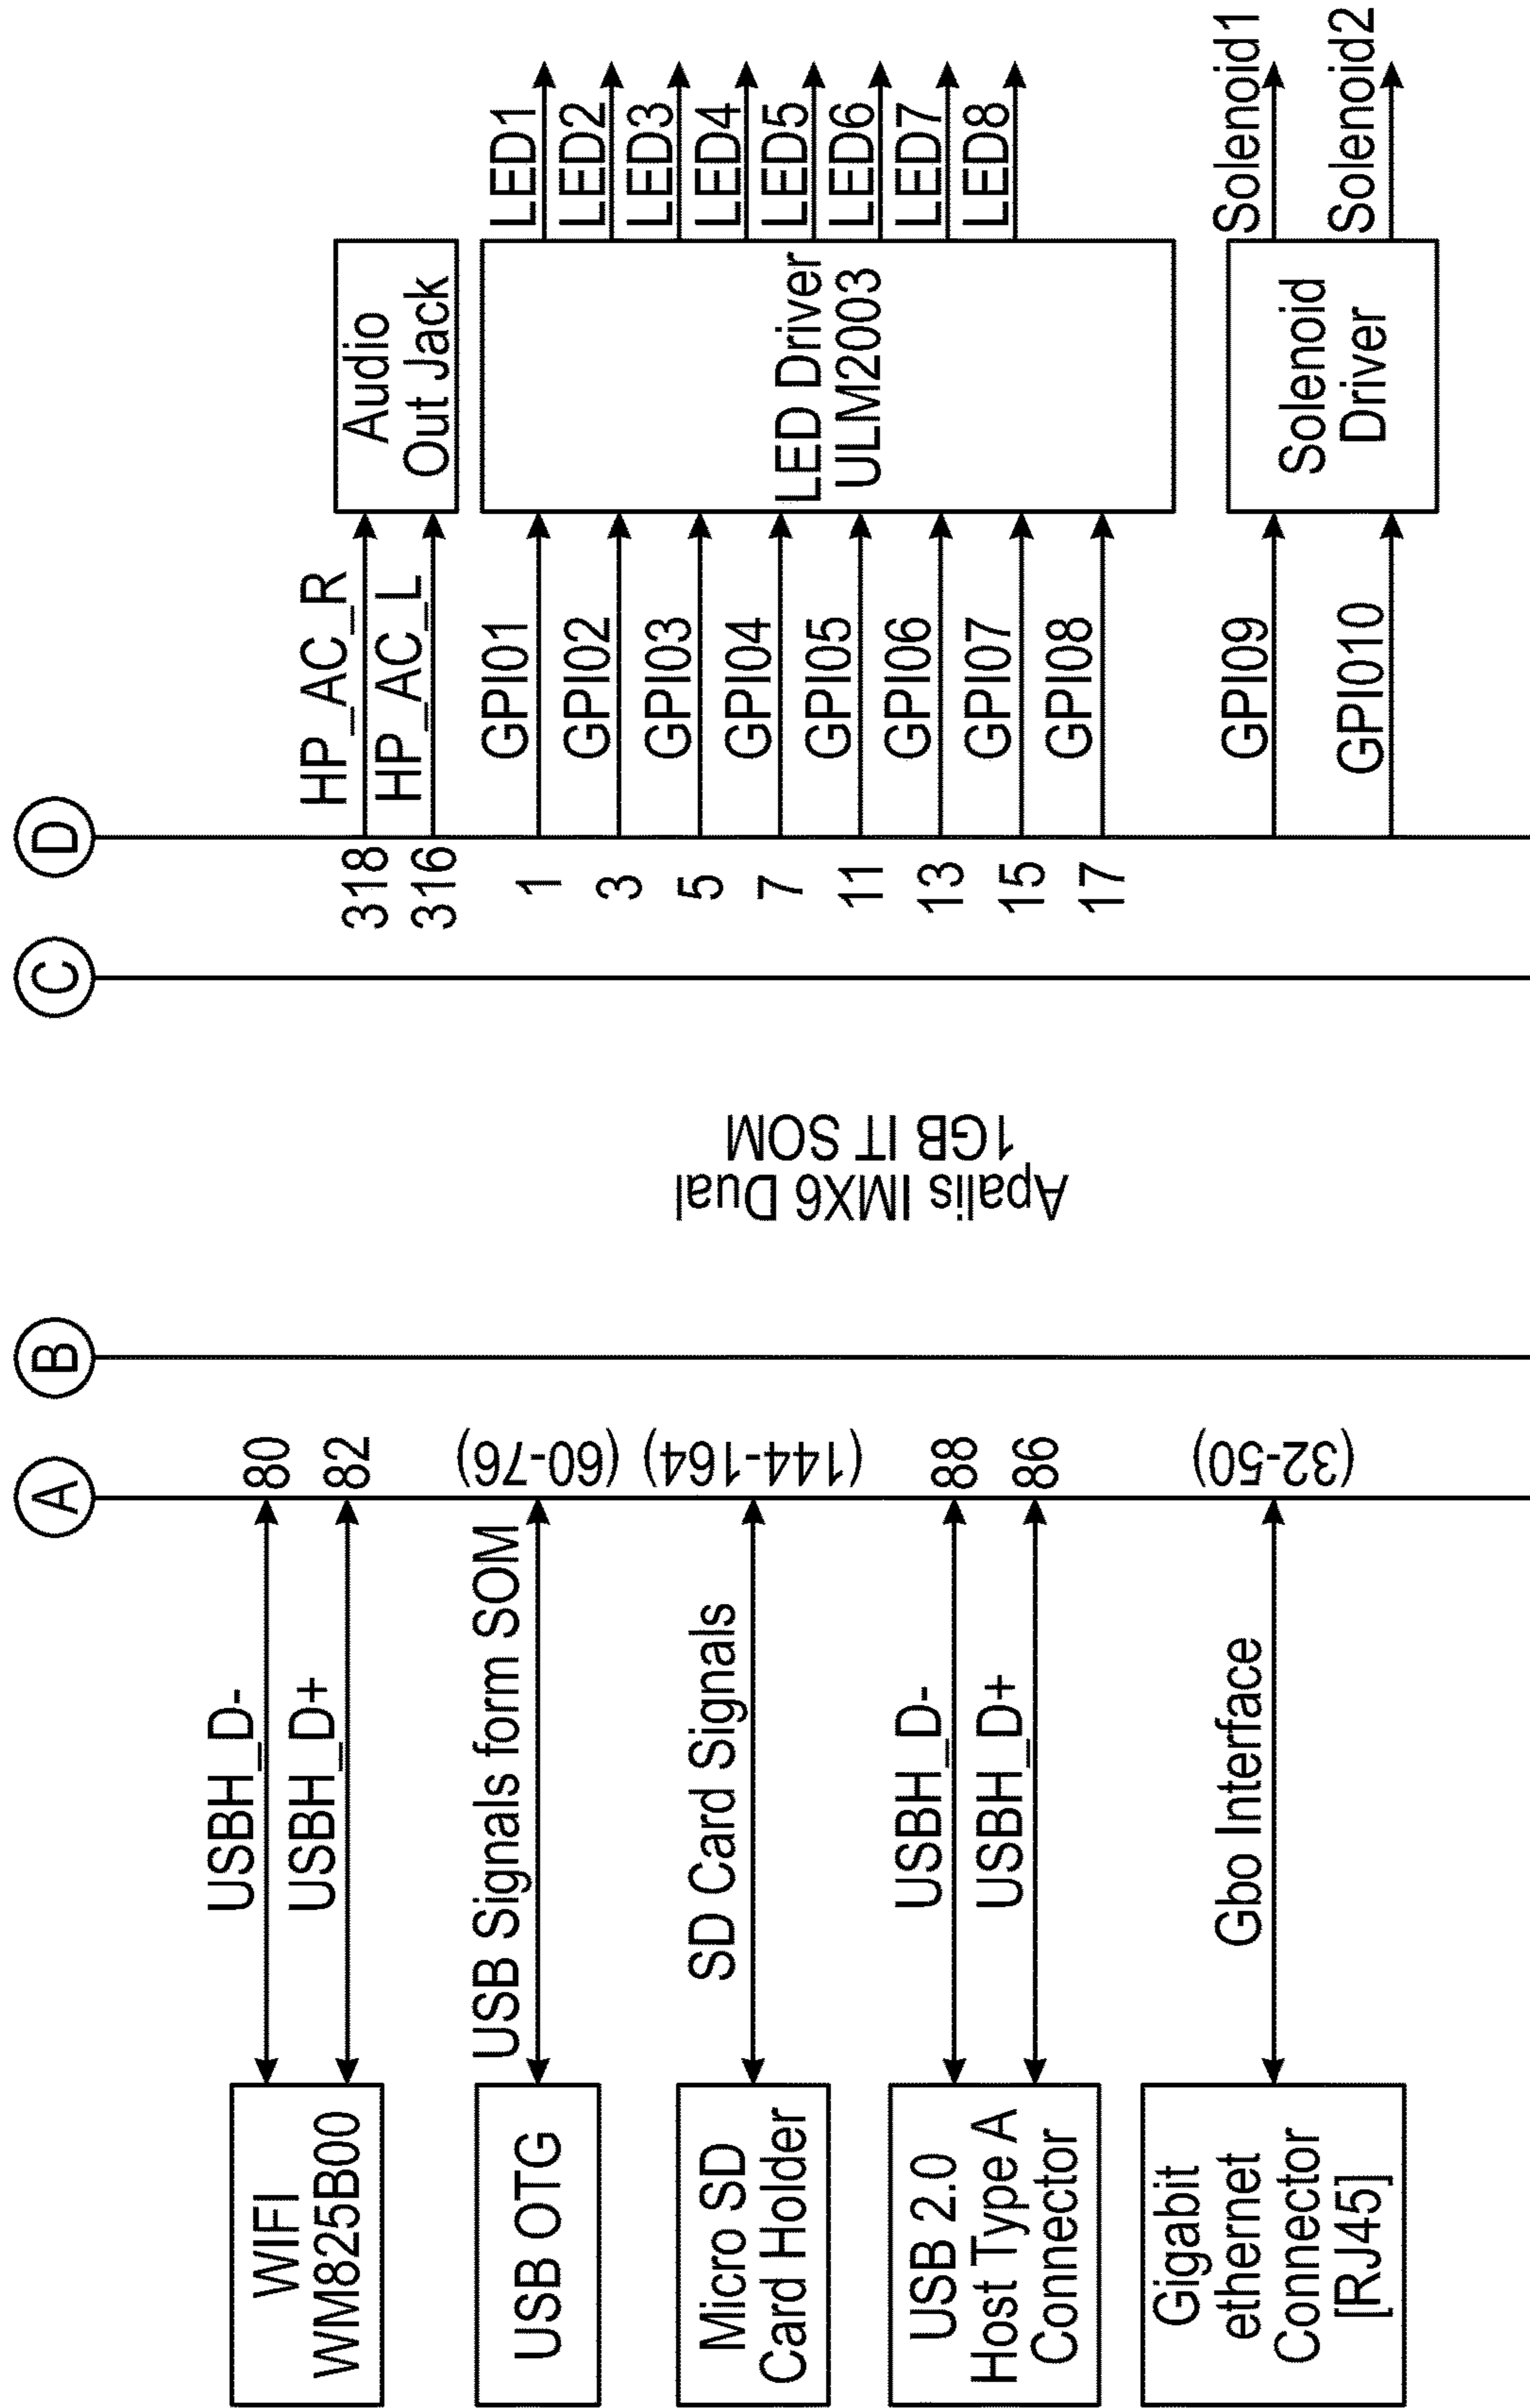 A
B
C
D
WIFI
WM825B00
USBH_D-
80
USBH_D+
82
USB OTG
USB Signals form SOM
(60-76)
Micro SD
Card Holder
SD Card Signals
(144-164)
USB 2.0
Host Type A
Connector
USBH_D-
88
USBH_D+
86
Gigabit
ethernet
Connector
[RJ45]
Gbo Interface
(32-50)
Apalis IMX6 Dual
1GB IT SOM
318
HP_AC_R
316
HP_AC_L
Audio
Out Jack
1
GPI01
3
GPI02
5
GPI03
7
GPI04
11
GPI05
13
GPI06
15
GPI07
17
GPI08
LED Driver
ULM2003
LED1
LED2
LED3
LED4
LED5
LED6
LED7
LED8
GPI09
GPI010
Solenoid
Driver
Solenoid1
Solenoid2